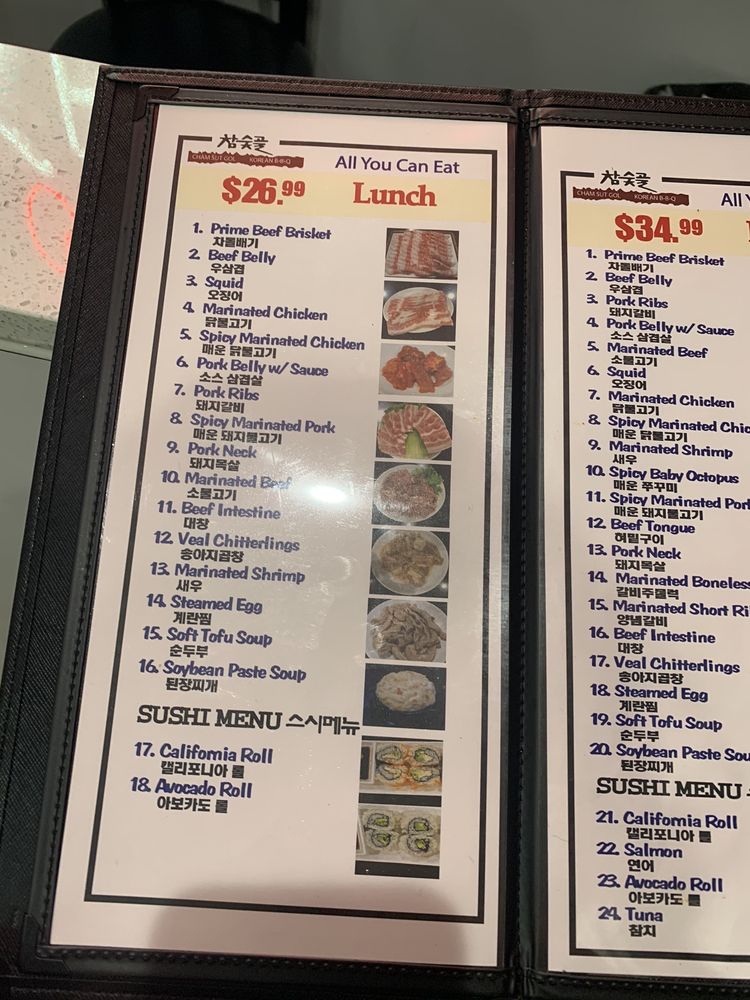 참숯골
CHAM SUT GOL KOREAN B-B-Q
All You Can Eat
$26.99 Lunch
1. Prime Beef Brisket
차돌배기
2. Beef Belly
우삼겹
3. Squid
오징어
4. Marinated Chicken
닭불고기
5. Spicy Marinated Chicken
매운 닭불고기
6. Pork Belly w/ Sauce
소스 삼겹살
7. Pork Ribs
돼지갈비
8. Spicy Marinated Pork
매운 돼지불고기
9. Pork Neck
돼지목살
10. Marinated Beef
소불고기
11. Beef Intestine
대창
12. Veal Chitterlings
송아지곱창
13. Marinated Shrimp
새우
14. Steamed Egg
계란찜
15. Soft Tofu Soup
순두부
16. Soybean Paste Soup
된장찌개
SUSHI MENU 스시메뉴
17. California Roll
캘리포니아 롤
18. Avocado Roll
아보카도 롤
참숯골
CHAM SUT GOL KOREAN B-B-Q
All
$34.99
1. Prime Beef Brisket
차돌배기
2. Beef Belly
우삼겹
3. Pork Ribs
돼지갈비
4. Pork Belly w/ Sauce
소스 삼겹살
5. Marinated Beef
소불고기
6. Squid
오징어
7. Marinated Chicken
닭불고기
8. Spicy Marinated Chic
매운 닭불고기
9. Marinated Shrimp
새우
10. Spicy Baby Octopus
매운 쭈꾸미
11. Spicy Marinated Pork
매운 돼지불고기
12. Beef Tongue
혀밑구이
13. Pork Neck
돼지목살
14. Marinated Boneless
갈비주물럭
15. Marinated Short Ri
양념갈비
16. Beef Intestine
대창
17. Veal Chitterlings
송아지곱창
18. Steamed Egg
계란찜
19. Soft Tofu Soup
순두부
20. Soybean Paste Sou
된장찌개
SUSHI MENU
21. California Roll
캘리포니아 롤
22. Salmon
연어
23. Avocado Roll
아보카도 롤
24. Tuna
참치